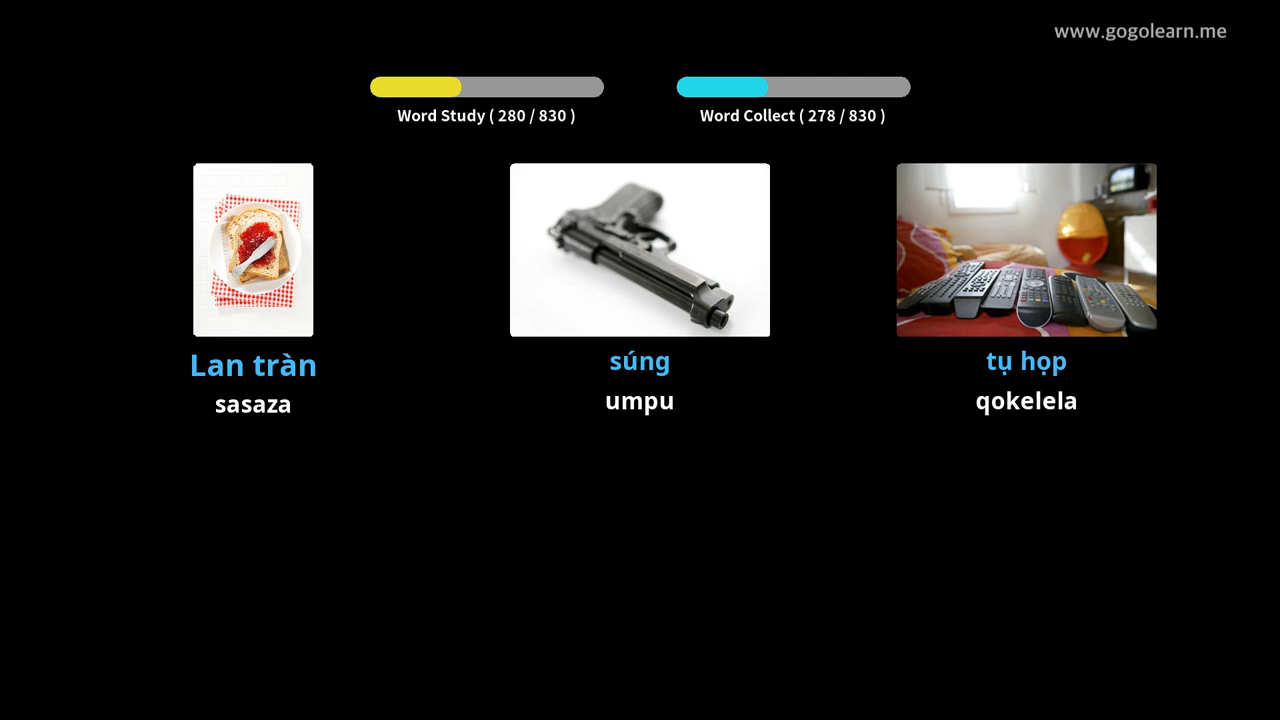 www.gogolearn.me
Word Study ( 280 / 830 )
Word Collect ( 278 / 830 )
Lan tràn
súng
tụ họp
sasaza
umpu
qokelela